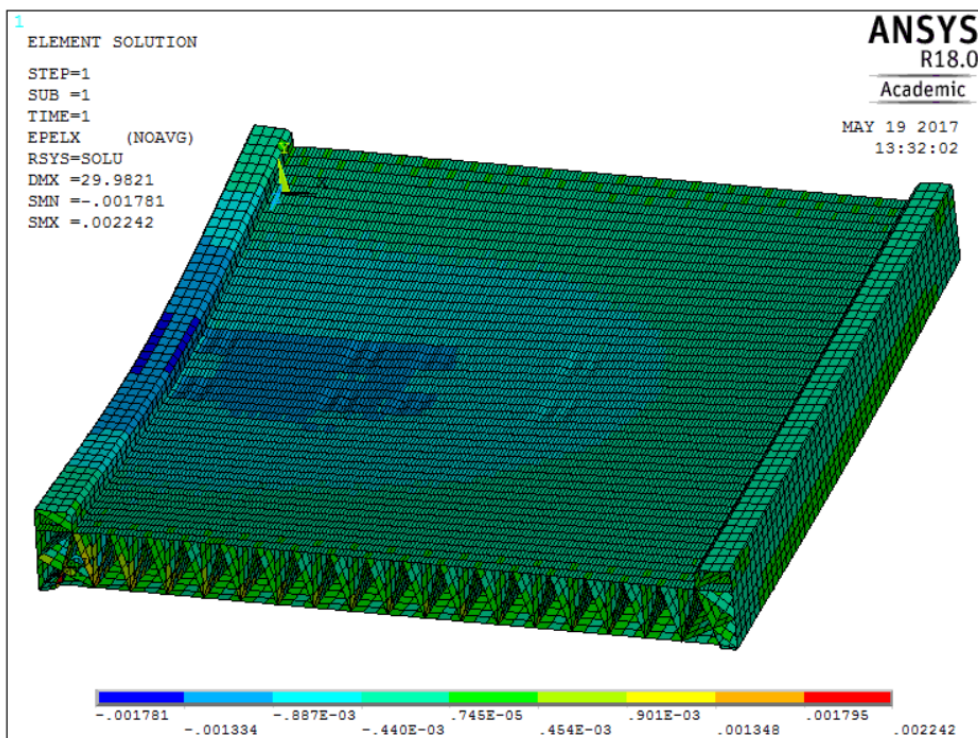 1
ELEMENT SOLUTION
STEP=1
SUB =1
TIME=1
EPELX (NOAVG)
RSYS=SOLU
DMX =29.9821
SMN =-.001781
SMX =.002242
ANSYS
R18.0
Academic
MAY 19 2017
13:32:02
X
-.001781 -.887E-03 .745E-05 .901E-03 .001795
-.001334 -.440E-03 .454E-03 .001348 .002242